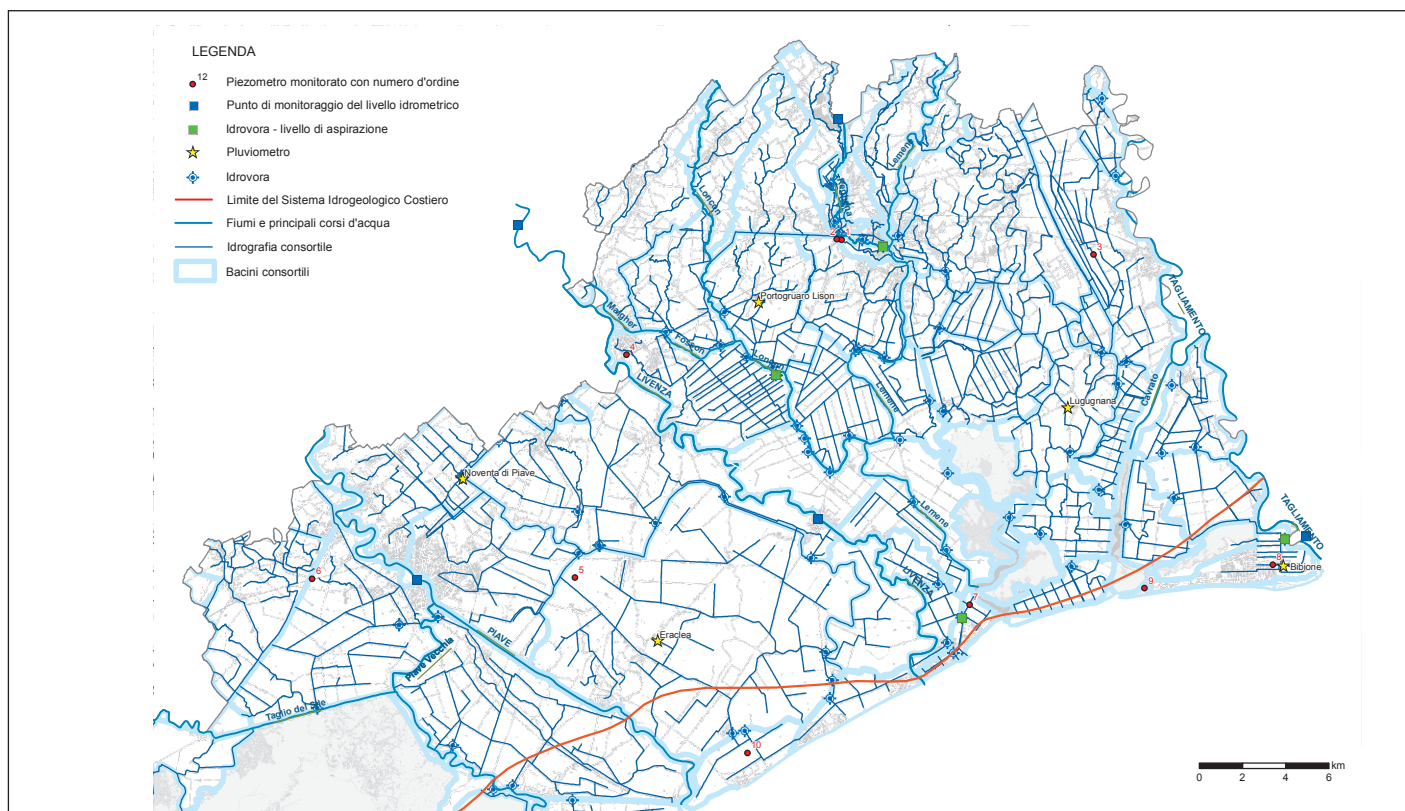 LEGENDA
12
Piezometro monitorato con numero d'ordine
Punto di monitoraggio del livello idrometrico
Idrovora - livello di aspirazione
Pluviometro
Idrovora
Limite del Sistema Idrogeologico Costiero
Fiumi e principali corsi d'acqua
Idrografia consortile
Bacini consortili
Lemene
Loncon
2
1
3
Portogruaro Lison
TAGLIAMENTO
Malgher
Fosson
Loncon
4
LIVENZA
Lemene
Cavrato
Lugugnana
Noventa di Piave
Lemene
TAGLIAMENTO
8
Bibione
6
5
LIVENZA
9
7
PIAVE
Eraclea
Piave Vecchia
Taglio del Sile
10
0
2
4
6
km